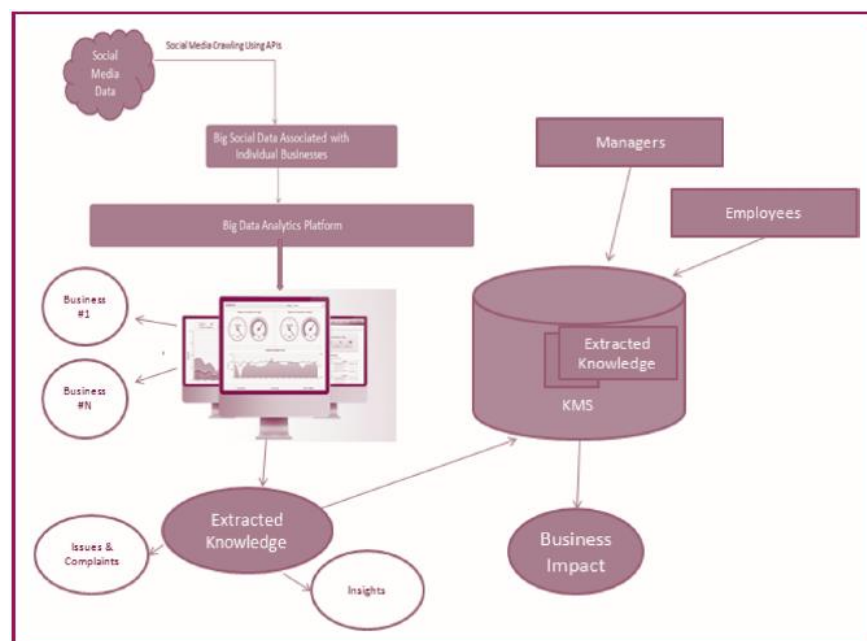 Social Media Crawling Using APIs
Social
Media
Data
Big Social Data Associated with
Individual Businesses
Managers
Big Data Analytics Platform
Employees
Business
#1
Extracted
Knowledge
Business
#N
KMS
Extracted
Knowledge
Issues &
Complaints
Insights
Business
Impact